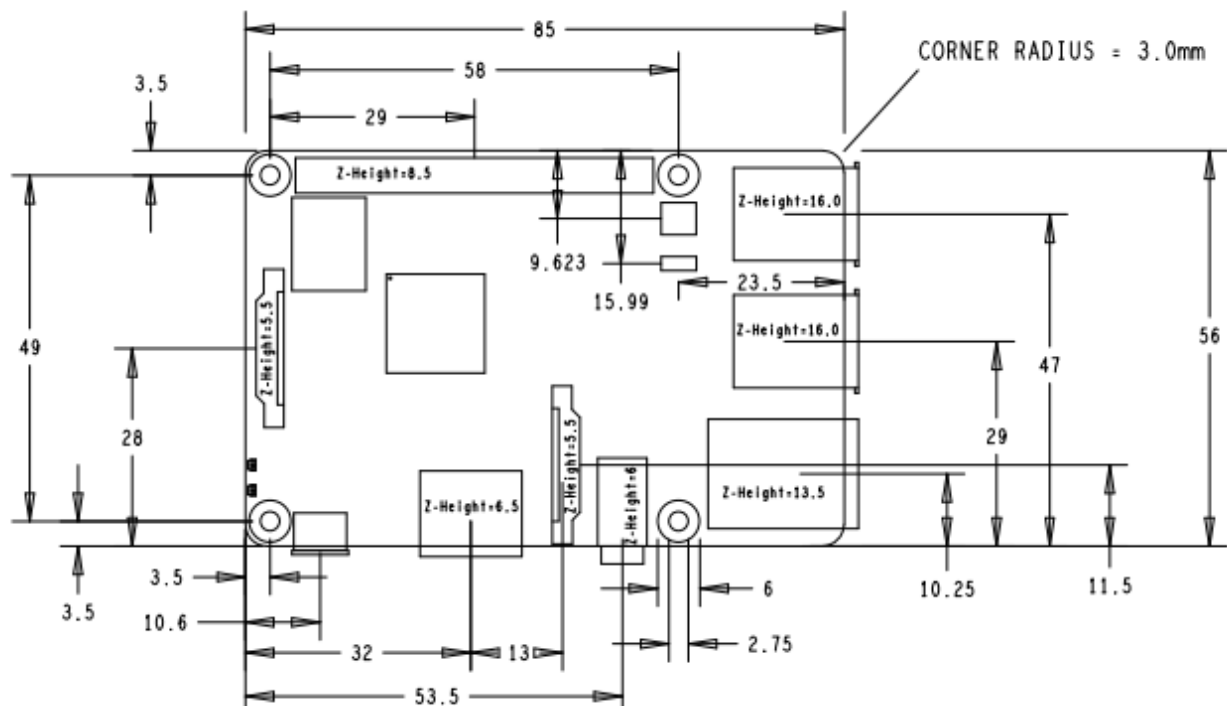 85
CORNER RADIUS = 3.0mm
58
3.5
29
Z-Height=8.5
Z-Height=16.0
9.623
23.5
15.99
Z-Height=5.5
Z-Height=16.0
49
56
47
28
29
Z-Height=5.5
Z-Height=6.5
Z-Height=6
Z-Height=13.5
3.5
3.5
6
10.25
11.5
10.6
2.75
32
13
53.5